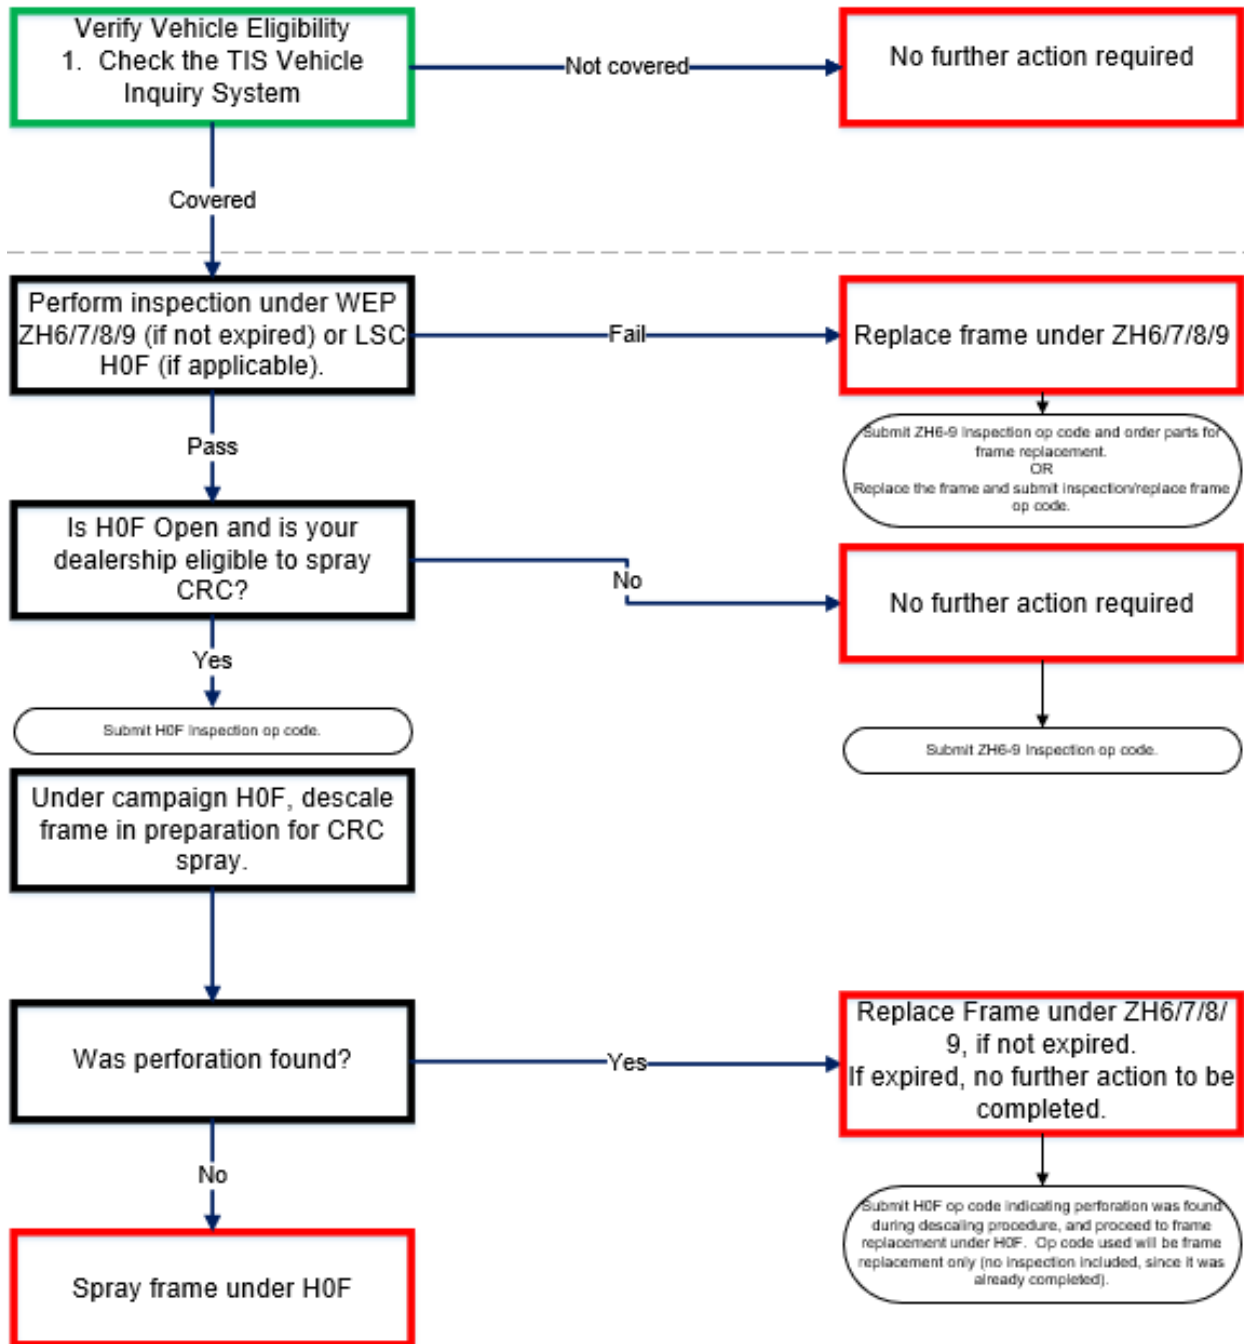 Verify Vehicle Eligibility
1. Check the TIS Vehicle
Inquiry System
Not covered
No further action required
Covered
Perform inspection under WEP
ZH6/7/8/9 (if not expired) or LSC
H0F (if applicable).
Fail
Replace frame under ZH6/7/8/9
Submit ZH6-9 Inspection op code and order parts for
frame replacement.
OR
Replace the frame and submit inspection/replace frame
op code.
Pass
Is H0F Open and is your
dealership eligible to spray
CRC?
No
No further action required
Yes
Submit H0F Inspection op code.
Submit ZH6-9 Inspection op code.
Under campaign H0F, descale
frame in preparation for CRC
spray.
Was perforation found?
Yes
Replace Frame under ZH6/7/8/
9, if not expired.
If expired, no further action to be
completed.
No
Submit H0F op code indicating perforation was found
during descaling procedure, and proceed to frame
replacement under H0F. Op code used will be frame
replacement only (no inspection included, since it was
already completed).
Spray frame under H0F